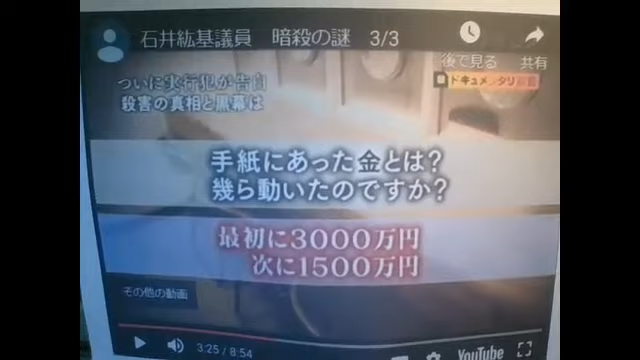 石井紘基議員 暗殺の謎 3/3
後で見る 共有
ついに実行犯が告白
殺害の真相と黒幕は
ドキュメンタリ
手紙にあった金とは?
幾ら動いたのですか?
最初に3000万円
次に1500万円
その他の動画
3:25 / 8:54
YouTube